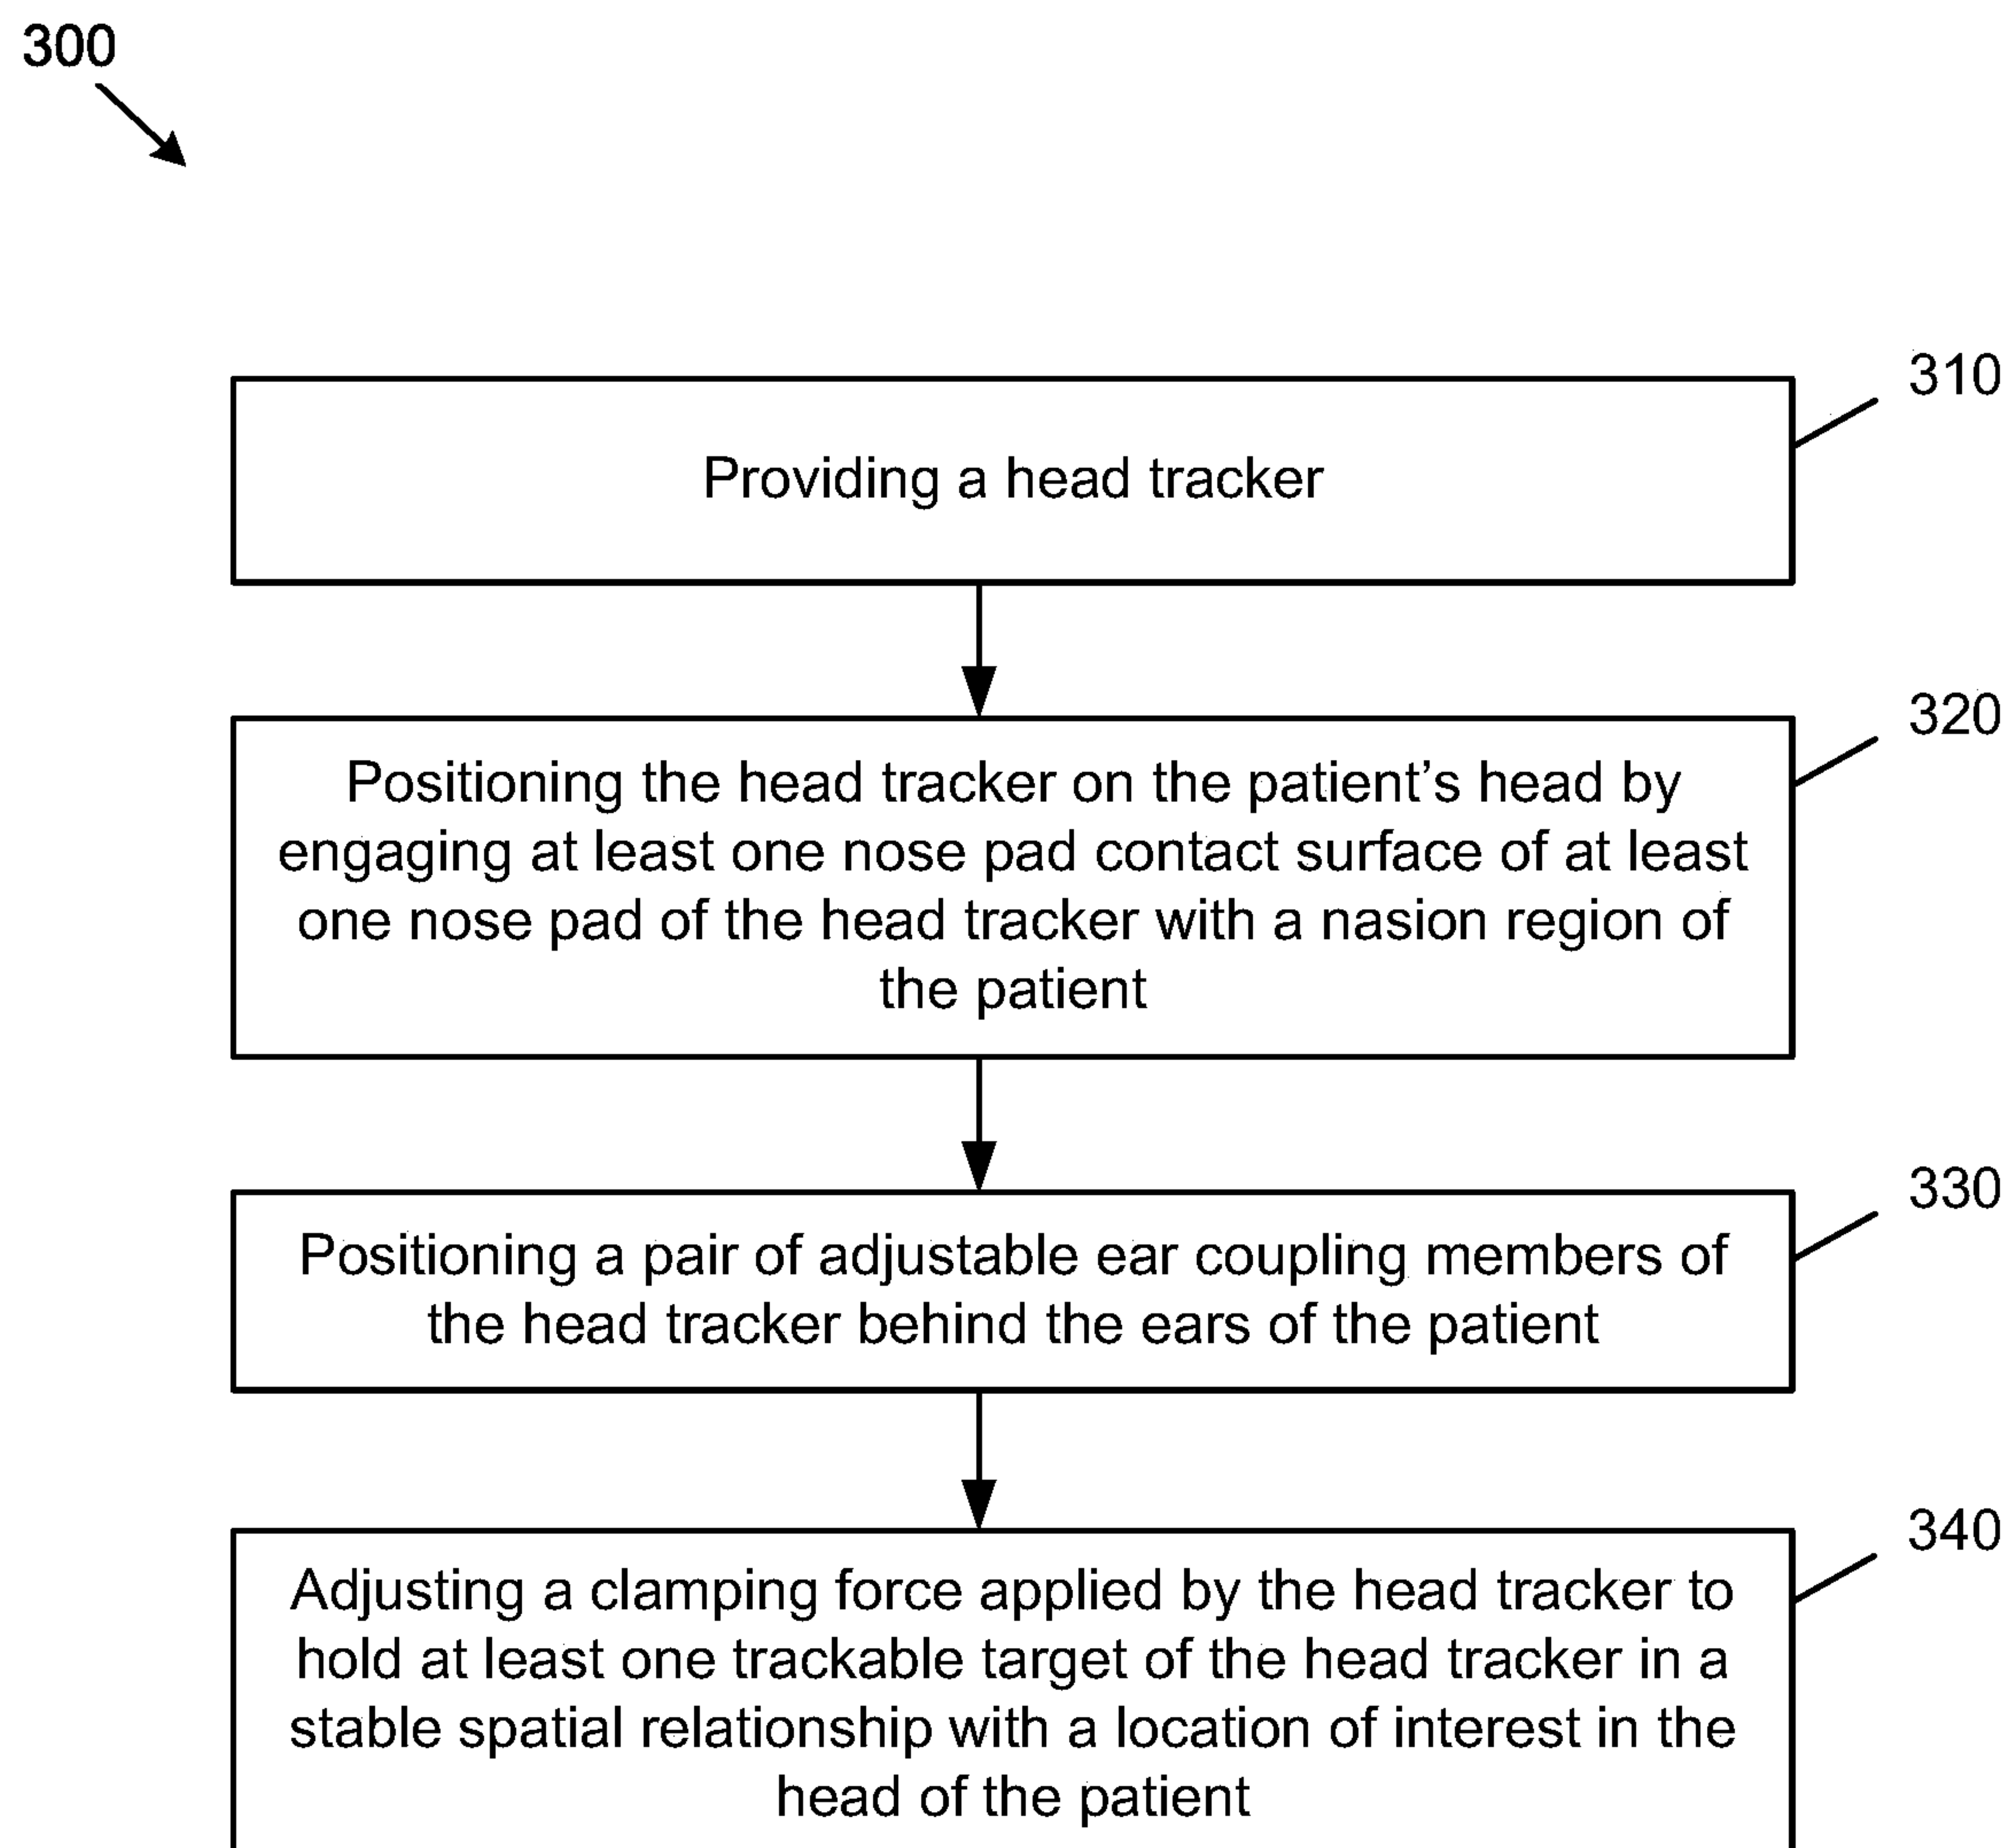 300
310
Providing a head tracker
320
Positioning the head tracker on the patient’s head by
engaging at least one nose pad contact surface of at least
one nose pad of the head tracker with a nasion region of
the patient
330
Positioning a pair of adjustable ear coupling members of
the head tracker behind the ears of the patient
340
Adjusting a clamping force applied by the head tracker to
hold at least one trackable target of the head tracker in a
stable spatial relationship with a location of interest in the
head of the patient